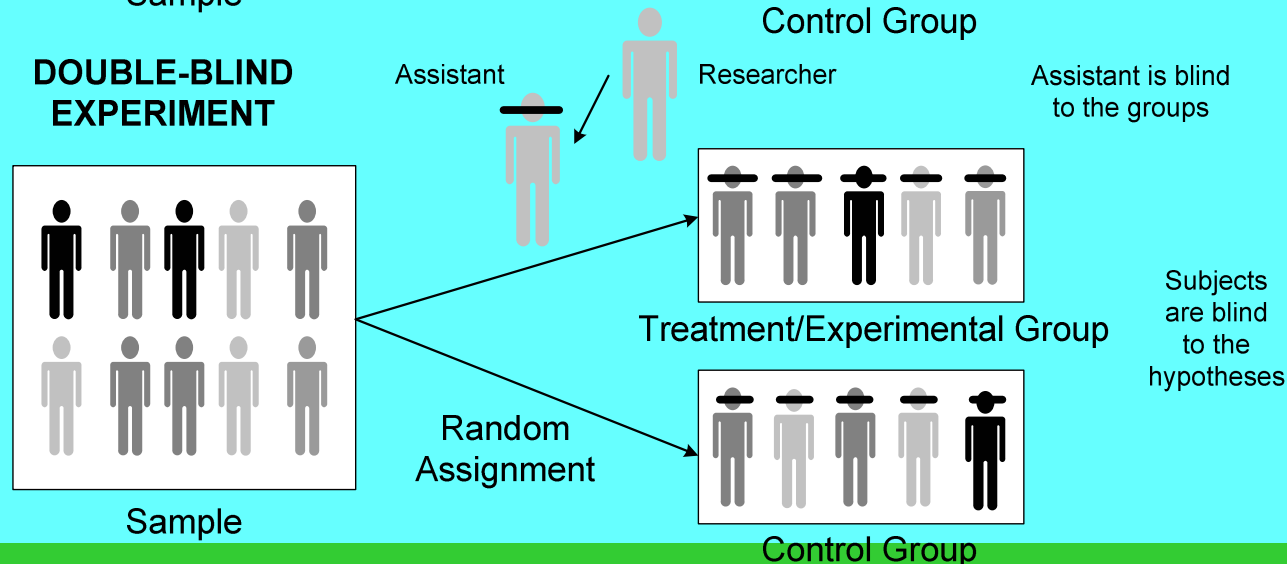 Sample
Control Group
DOUBLE-BLIND
EXPERIMENT
Assistant
Researcher
Assistant is blind
to the groups
Treatment/Experimental Group
Subjects
are blind
to the
hypotheses
Random
Assignment
Sample
Control Group